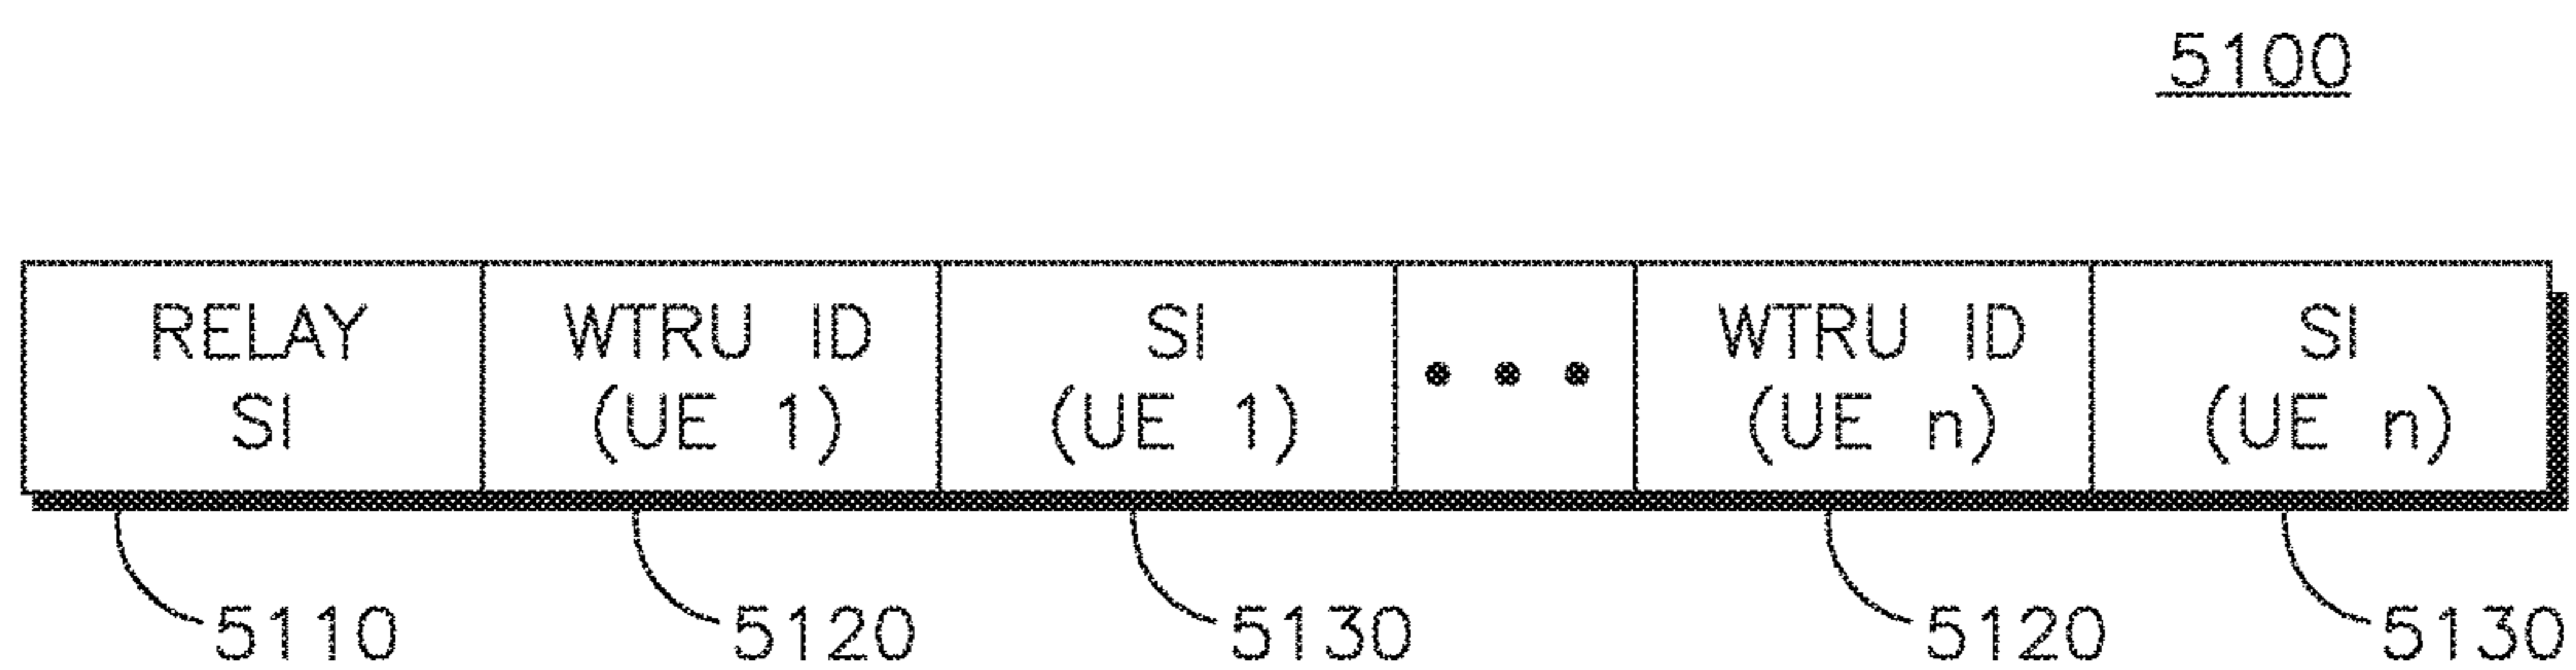 5100
RELAY
SI
WTRU ID
(UE 1)
SI
(UE 1)
WTRU ID
(UE n)
SI
(UE n)
5110
5120
5130
5120
5130